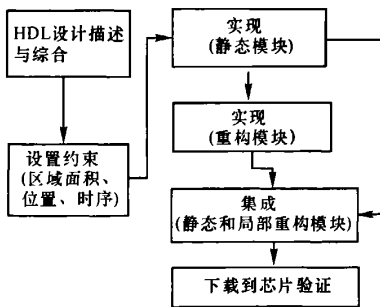 HDL设计描述
与综合
设置约束
(区域面积、
位置、时序)
实现
(静态模块)
实现
(重构模块)
集成
(静态和局部重构模块)
下载到芯片验证